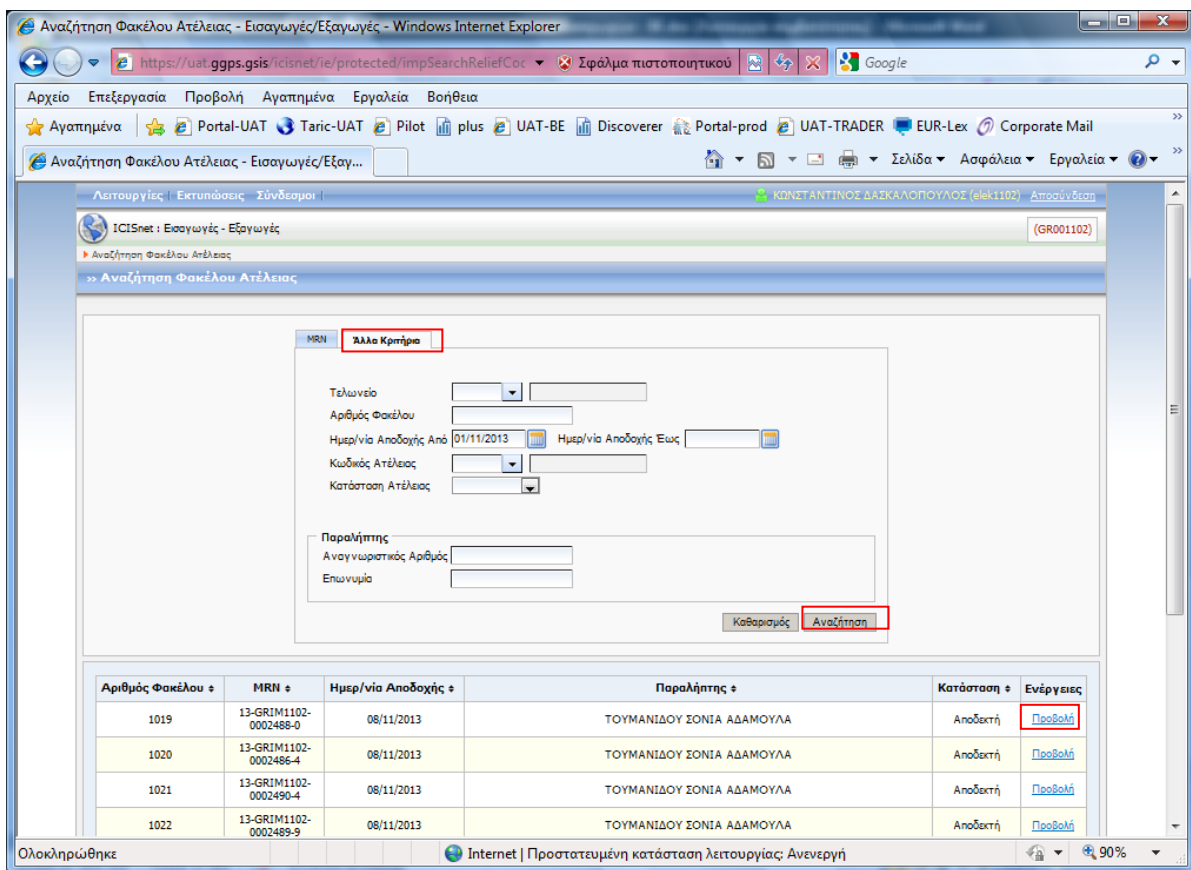 Αναζήτηση Φακέλου Ατέλειας - Εισαγωγές/Εξαγωγές - Windows Internet Explorer
https://uat.ggps.gsis/icisnet/ie/protected/impSearchReliefCoc Σφάλμα πιστοποιητικού Google
Αρχείο Επεξεργασία Προβολή Αγαπημένα Εργαλεία Βοήθεια
Αγαπημένα Portal-UAT Taric-UAT Pilot plus UAT-BE Discoverer Portal-prod UAT-TRADER EUR-Lex Corporate Mail
Αναζήτηση Φακέλου Ατέλειας - Εισαγωγές/Εξαγ... Σελίδα Ασφάλεια Εργαλεία
Λειτουργίες | Εκτυπώσεις Σύνδεσμοι | ΚΩΝΣΤΑΝΤΙΝΟΣ ΔΑΣΚΑΛΟΠΟΥΛΟΣ (elek1102) Αποσύνδεση
ICISnet : Εισαγωγές - Εξαγωγές (GR001102)
Αναζήτηση Φακέλου Ατέλειας
>> Αναζήτηση Φακέλου Ατέλειας
MRN Άλλα Κριτήρια
Τελωνείο
Αριθμός Φακέλου
Ημερ/νία Αποδοχής Από 01/11/2013 Ημερ/νία Αποδοχής Έως
Κωδικός Ατέλειας
Κατάσταση Ατέλειας
Παραλήπτης
Αναγνωριστικός Αριθμός
Επωνυμία
Καθαρισμός Αναζήτηση
Αριθμός Φακέλου MRN Ημερ/νία Αποδοχής Παραλήπτης Κατάσταση Ενέργειες
1019 13-GRIM1102-0002488-0 08/11/2013 ΤΟΥΜΑΝΙΔΟΥ ΣΟΝΙΑ ΑΔΑΜΟΥΛΑ Αποδεκτή Προβολή
1020 13-GRIM1102-0002486-4 08/11/2013 ΤΟΥΜΑΝΙΔΟΥ ΣΟΝΙΑ ΑΔΑΜΟΥΛΑ Αποδεκτή Προβολή
1021 13-GRIM1102-0002490-4 08/11/2013 ΤΟΥΜΑΝΙΔΟΥ ΣΟΝΙΑ ΑΔΑΜΟΥΛΑ Αποδεκτή Προβολή
1022 13-GRIM1102-0002489-9 08/11/2013 ΤΟΥΜΑΝΙΔΟΥ ΣΟΝΙΑ ΑΔΑΜΟΥΛΑ Αποδεκτή Προβολή
Ολοκληρώθηκε Internet | Προστατευμένη κατάσταση λειτουργίας: Ανενεργή 90%